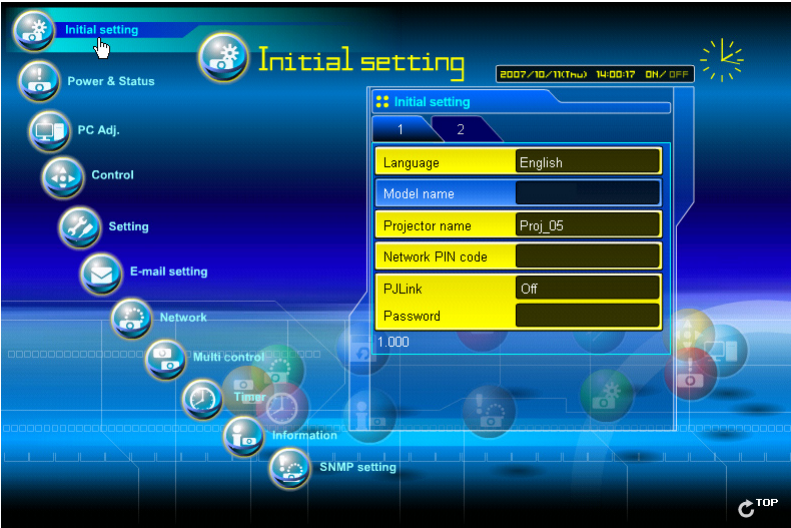 Initial setting
Power & Status
PC Adj.
Control
Setting
E-mail setting
Network
Multi control
Timer
Information
SNMP setting
Initial setting
2007/10/11(Thu) 14:00:17 ON/OFF
Initial setting
1 2
Language English
Model name
Projector name Proj_05
Network PIN code
PJLink Off
Password
1.000
TOP